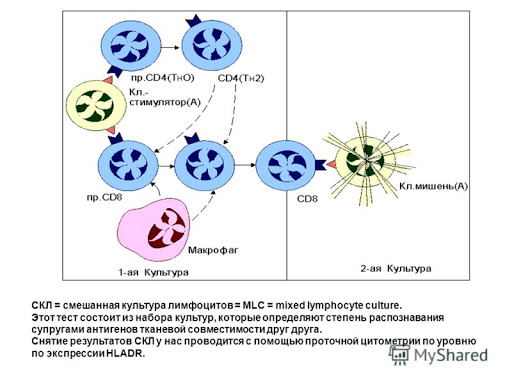 пр.CD4(THO)
CD4(TH2)
Кл.-
стимулятор(А)
пр.CD8
CD8
Кл.мишень(А)
Макрофаг
1-ая Культура
2-ая Культура
СКЛ = смешанная культура лимфоцитов = MLC = mixed lymphocyte culture.
Этот тест состоит из набора культур, которые определяют степень распознавания
супругами антигенов тканевой совместимости друг друга.
Снятие результатов СКЛ у нас проводится с помощью проточной цитометрии по уровню
по экспрессии HLADR.
MyShared